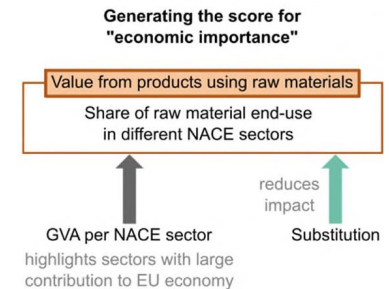 Generating the score for
"economic importance"
Value from products using raw materials
Share of raw material end-use
in different NACE sectors
reduces
impact
GVA per NACE sector
Substitution
highlights sectors with large
contribution to EU economy